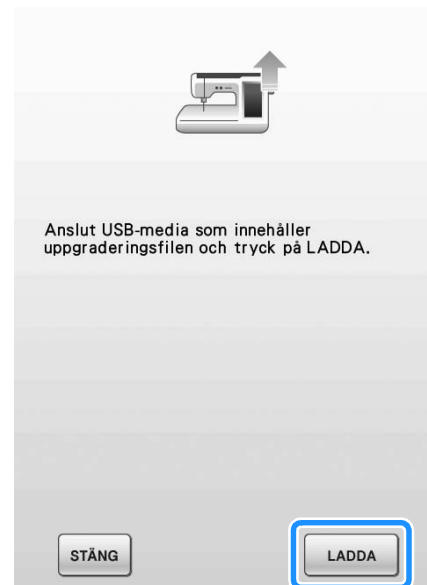 Anslut USB-media som innehåller
uppgraderingsfilen och tryck på LADDA.
STÄNG
LADDA